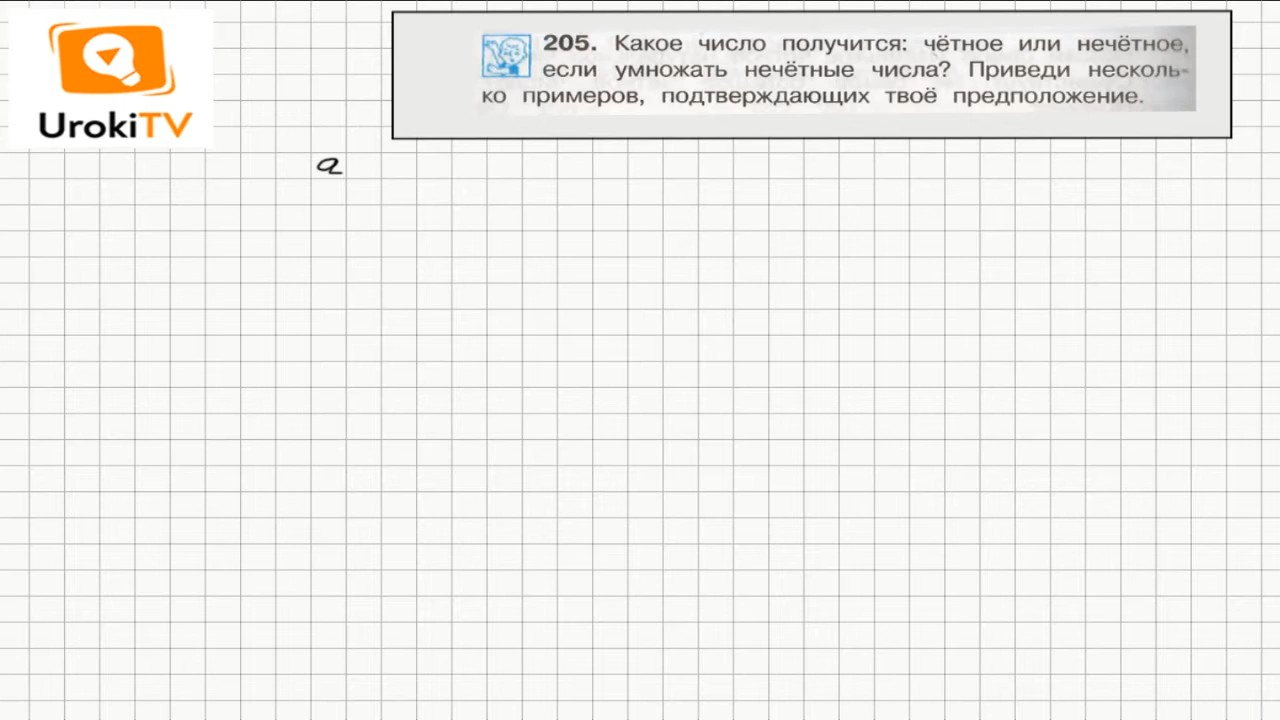 UrokiTV
205. Какое число получится: чётное или нечётное,
если умножать нечётные числа? Приведи несколь-
ко примеров, подтверждающих твоё предположение.
a